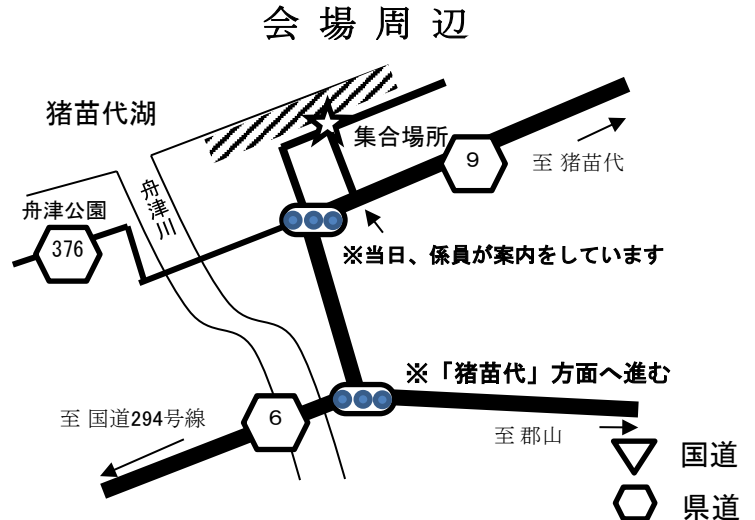 会場周辺
猪苗代湖
集合場所
9
至 猪苗代
舟津川
舟津公園
376
※当日、係員が案内をしています
※「猪苗代」方面へ進む
6
至 国道294号線
至 郡山
国道
県道